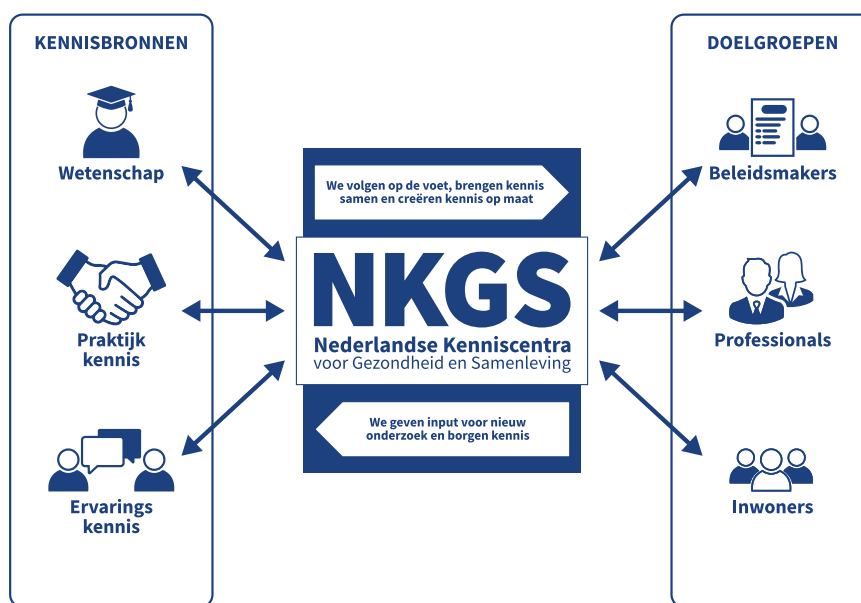 KENNISBRONNEN
Wetenschap
Praktijk
kennis
Ervarings
kennis
We volgen op de voet, brengen kennis
samen en creëren kennis op maat
NKGS
Nederlandse Kenniscentra
voor Gezondheid en Samenleving
We geven input voor nieuw
onderzoek en borgen kennis
DOELGROEPEN
Beleidsmakers
Professionals
Inwoners